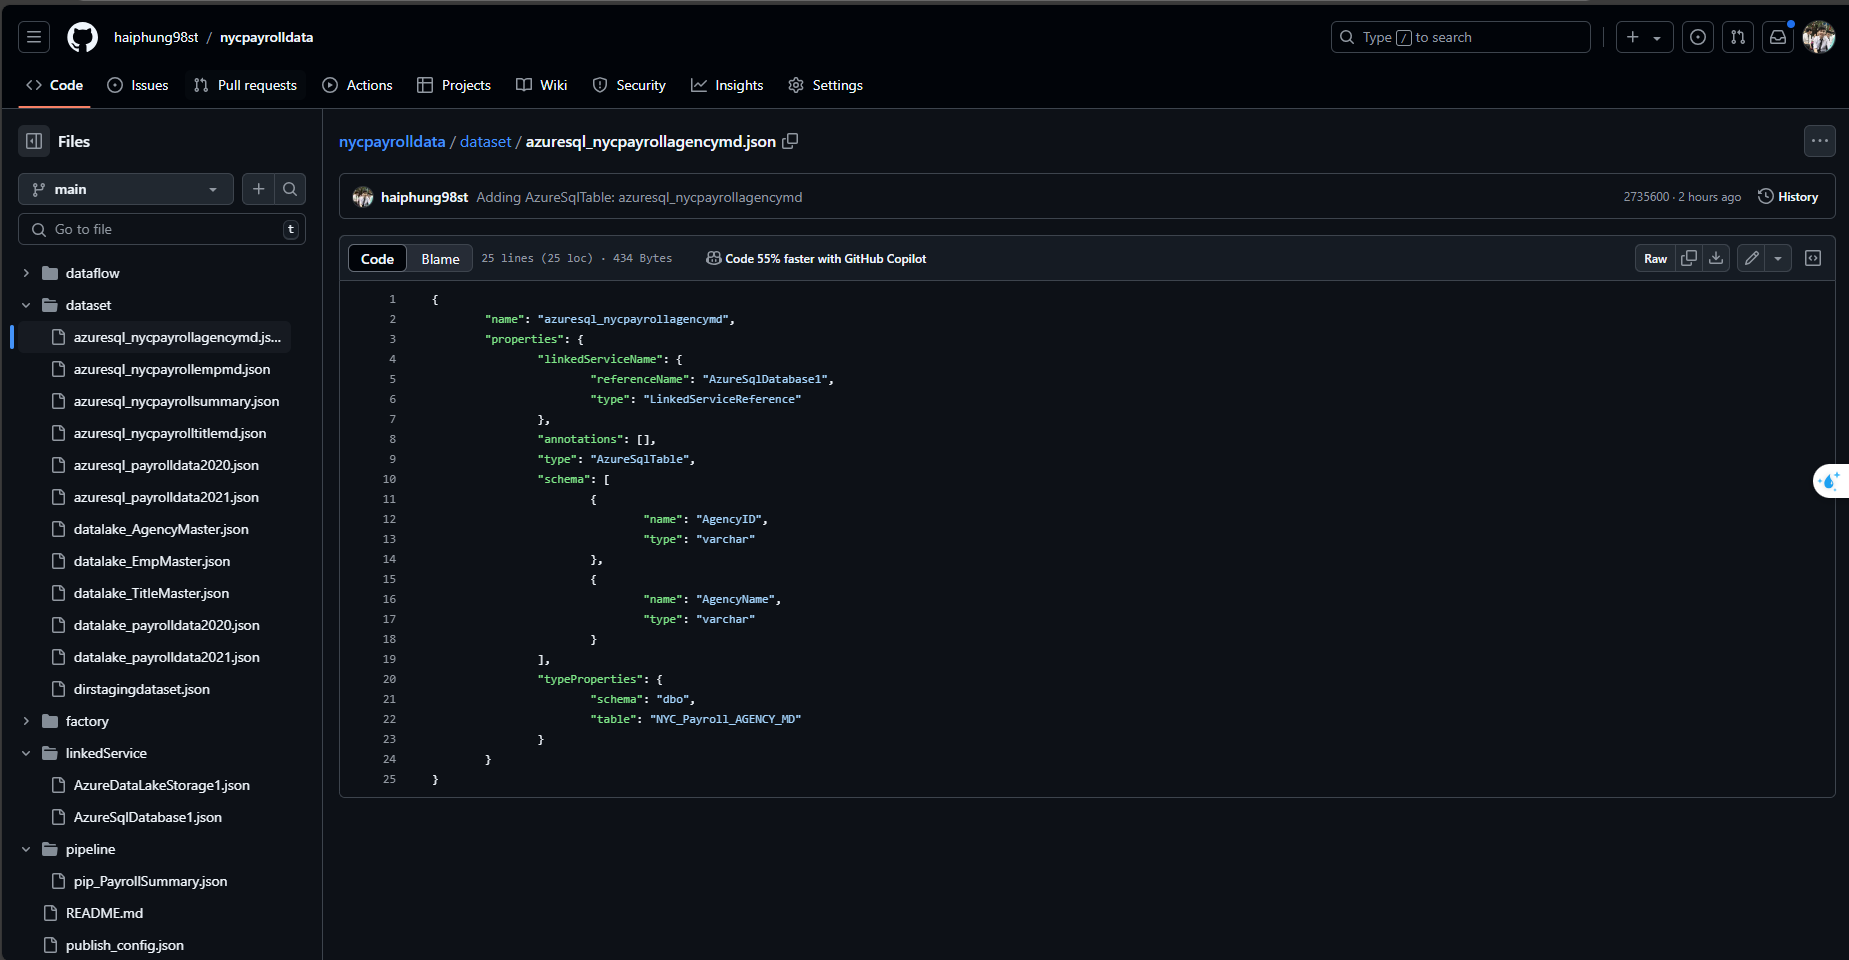 haiphung98st / nycpayrolldata
Type / to search
Code
Issues
Pull requests
Actions
Projects
Wiki
Security
Insights
Settings
Files
main
Go to file
t
dataflow
dataset
azuresql_nycpayrollagencymd.js...
azuresql_nycpayrollempmd.json
azuresql_nycpayrollsummary.json
azuresql_nycpayrolltitlemd.json
azuresql_payrolldata2020.json
azuresql_payrolldata2021.json
datalake_AgencyMaster.json
datalake_EmpMaster.json
datalake_TitleMaster.json
datalake_payrolldata2020.json
datalake_payrolldata2021.json
dirstagingdataset.json
factory
linkedService
AzureDataLakeStorage1.json
AzureSqlDatabase1.json
pipeline
pip_PayrollSummary.json
README.md
publish_config.json
nycpayrolldata / dataset / azuresql_nycpayrollagencymd.json
haiphung98st Adding AzureSqlTable: azuresql_nycpayrollagencymd
2735600 · 2 hours ago
History
Code
Blame
25 lines (25 loc) · 434 Bytes
Code 55% faster with GitHub Copilot
Raw
1 {
2 "name": "azuresql_nycpayrollagencymd",
3 "properties": {
4 "linkedServiceName": {
5 "referenceName": "AzureSqlDatabase1",
6 "type": "LinkedServiceReference"
7 },
8 "annotations": [],
9 "type": "AzureSqlTable",
10 "schema": [
11 {
12 "name": "AgencyID",
13 "type": "varchar"
14 },
15 {
16 "name": "AgencyName",
17 "type": "varchar"
18 }
19 ],
20 "typeProperties": {
21 "schema": "dbo",
22 "table": "NYC_Payroll_AGENCY_MD"
23 }
24 }
25 }